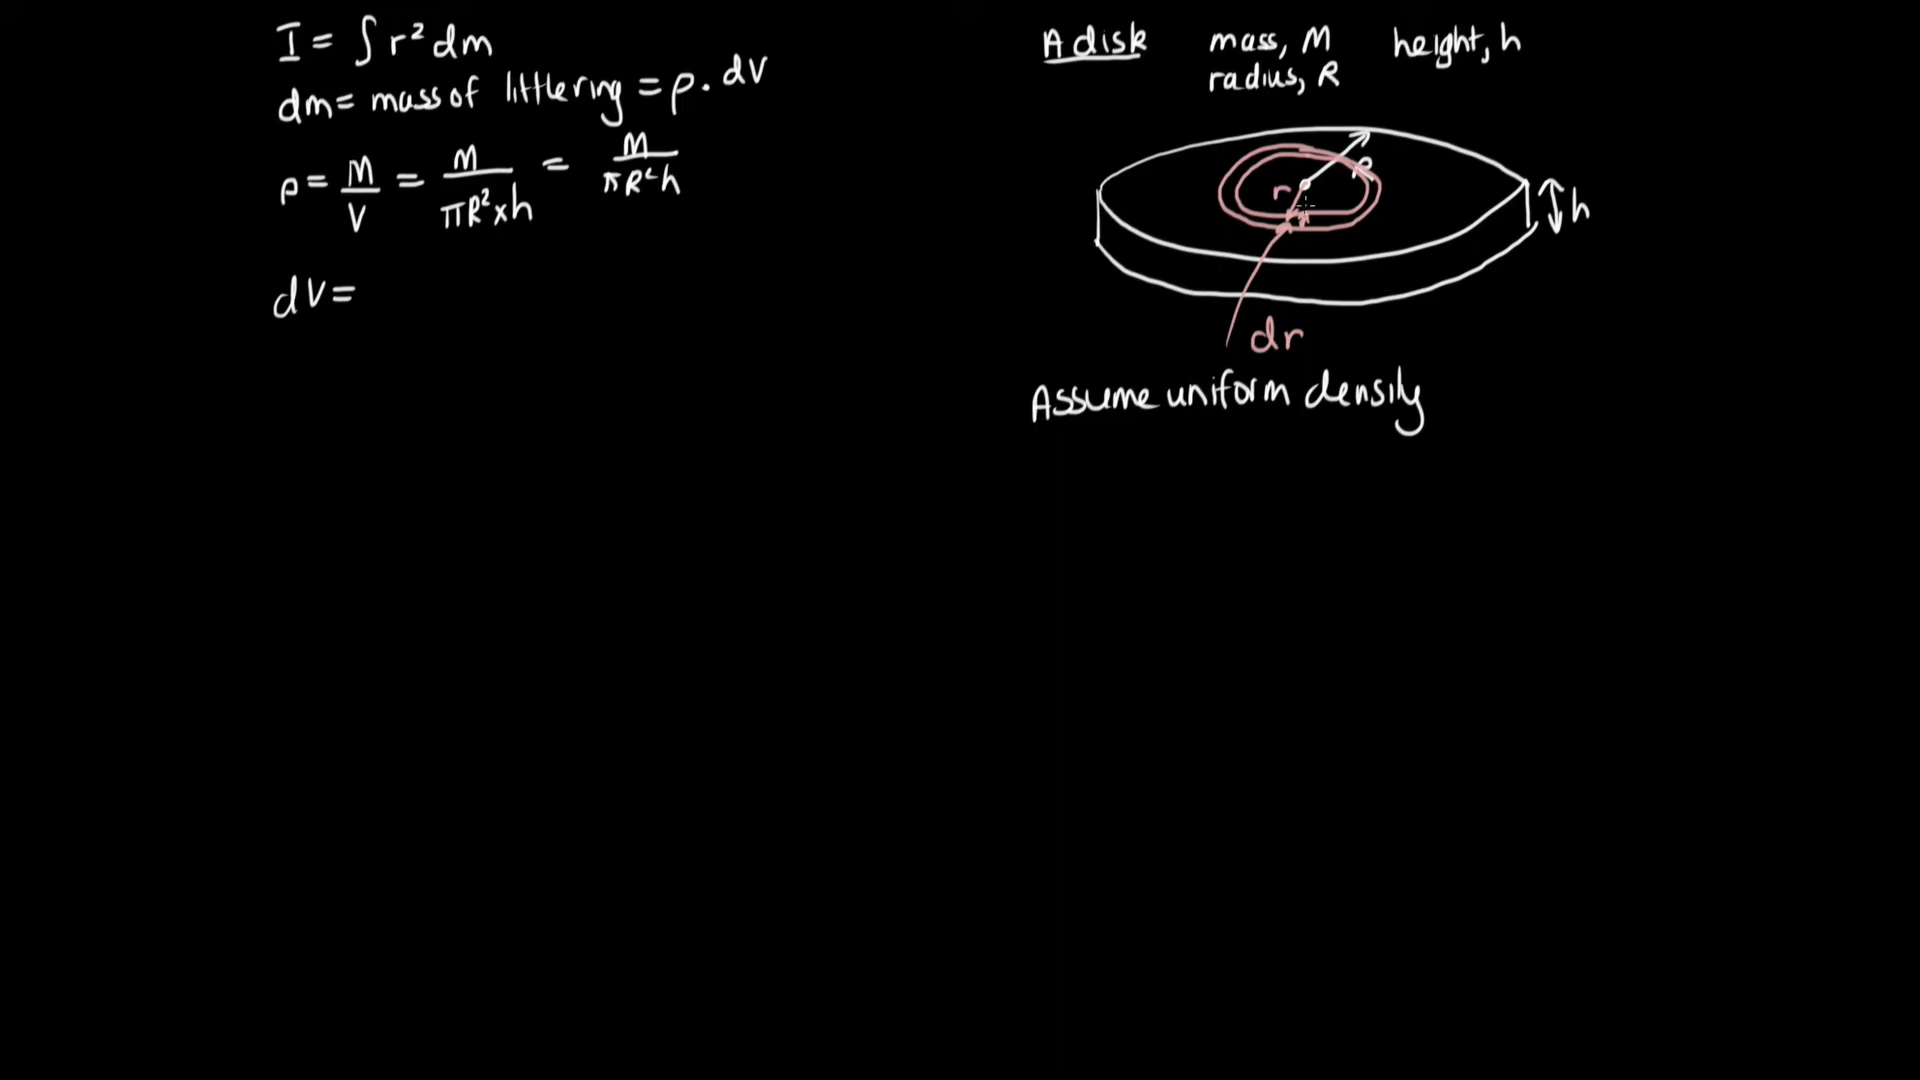 I = ∫ r² dm
dm = mass of little ring = ρ · dV
ρ = M/V = M/(πR² × h) = M/(πR²h)
dV =
A disk mass, M height, h
radius, R
R
r
h
dr
Assume uniform density